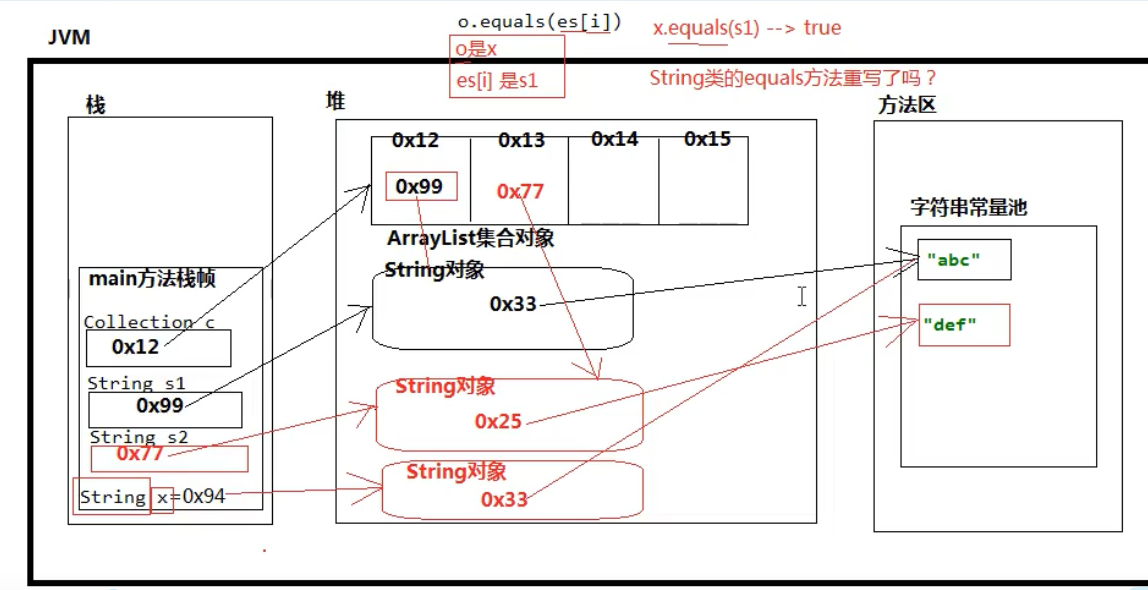 o.equals(es[i])
x.equals(s1) --> true
JVM
o是x
es[i] 是s1
String类的equals方法重写了吗？
栈
堆
方法区
0x12
0x13
0x14
0x15
0x99
0x77
字符串常量池
ArrayList集合对象
"abc"
main方法栈帧
String对象
0x33
Collection c
0x12
"def"
String s1
0x99
String对象
0x25
String s2
0x77
String对象
String x=0x94
0x33